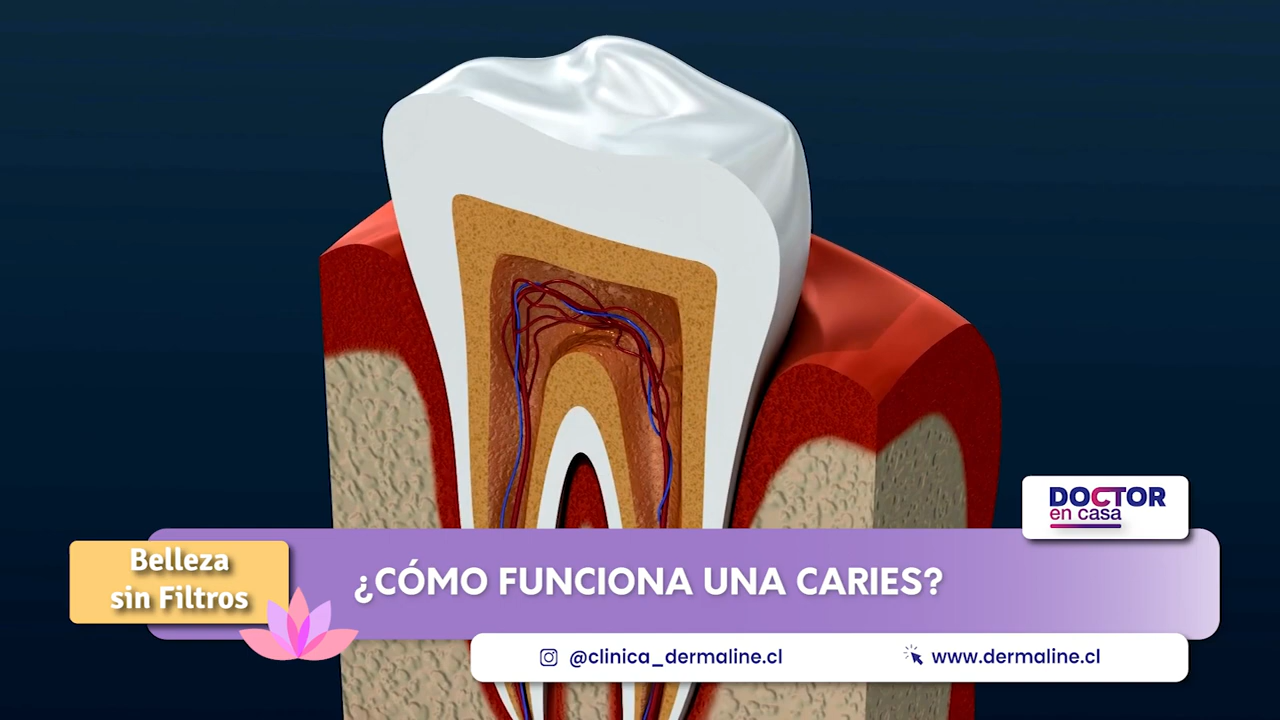 DOCTOR
en casa
Belleza
sin Filtros
¿CÓMO FUNCIONA UNA CARIES?
@clinica_dermaline.cl
www.dermaline.cl